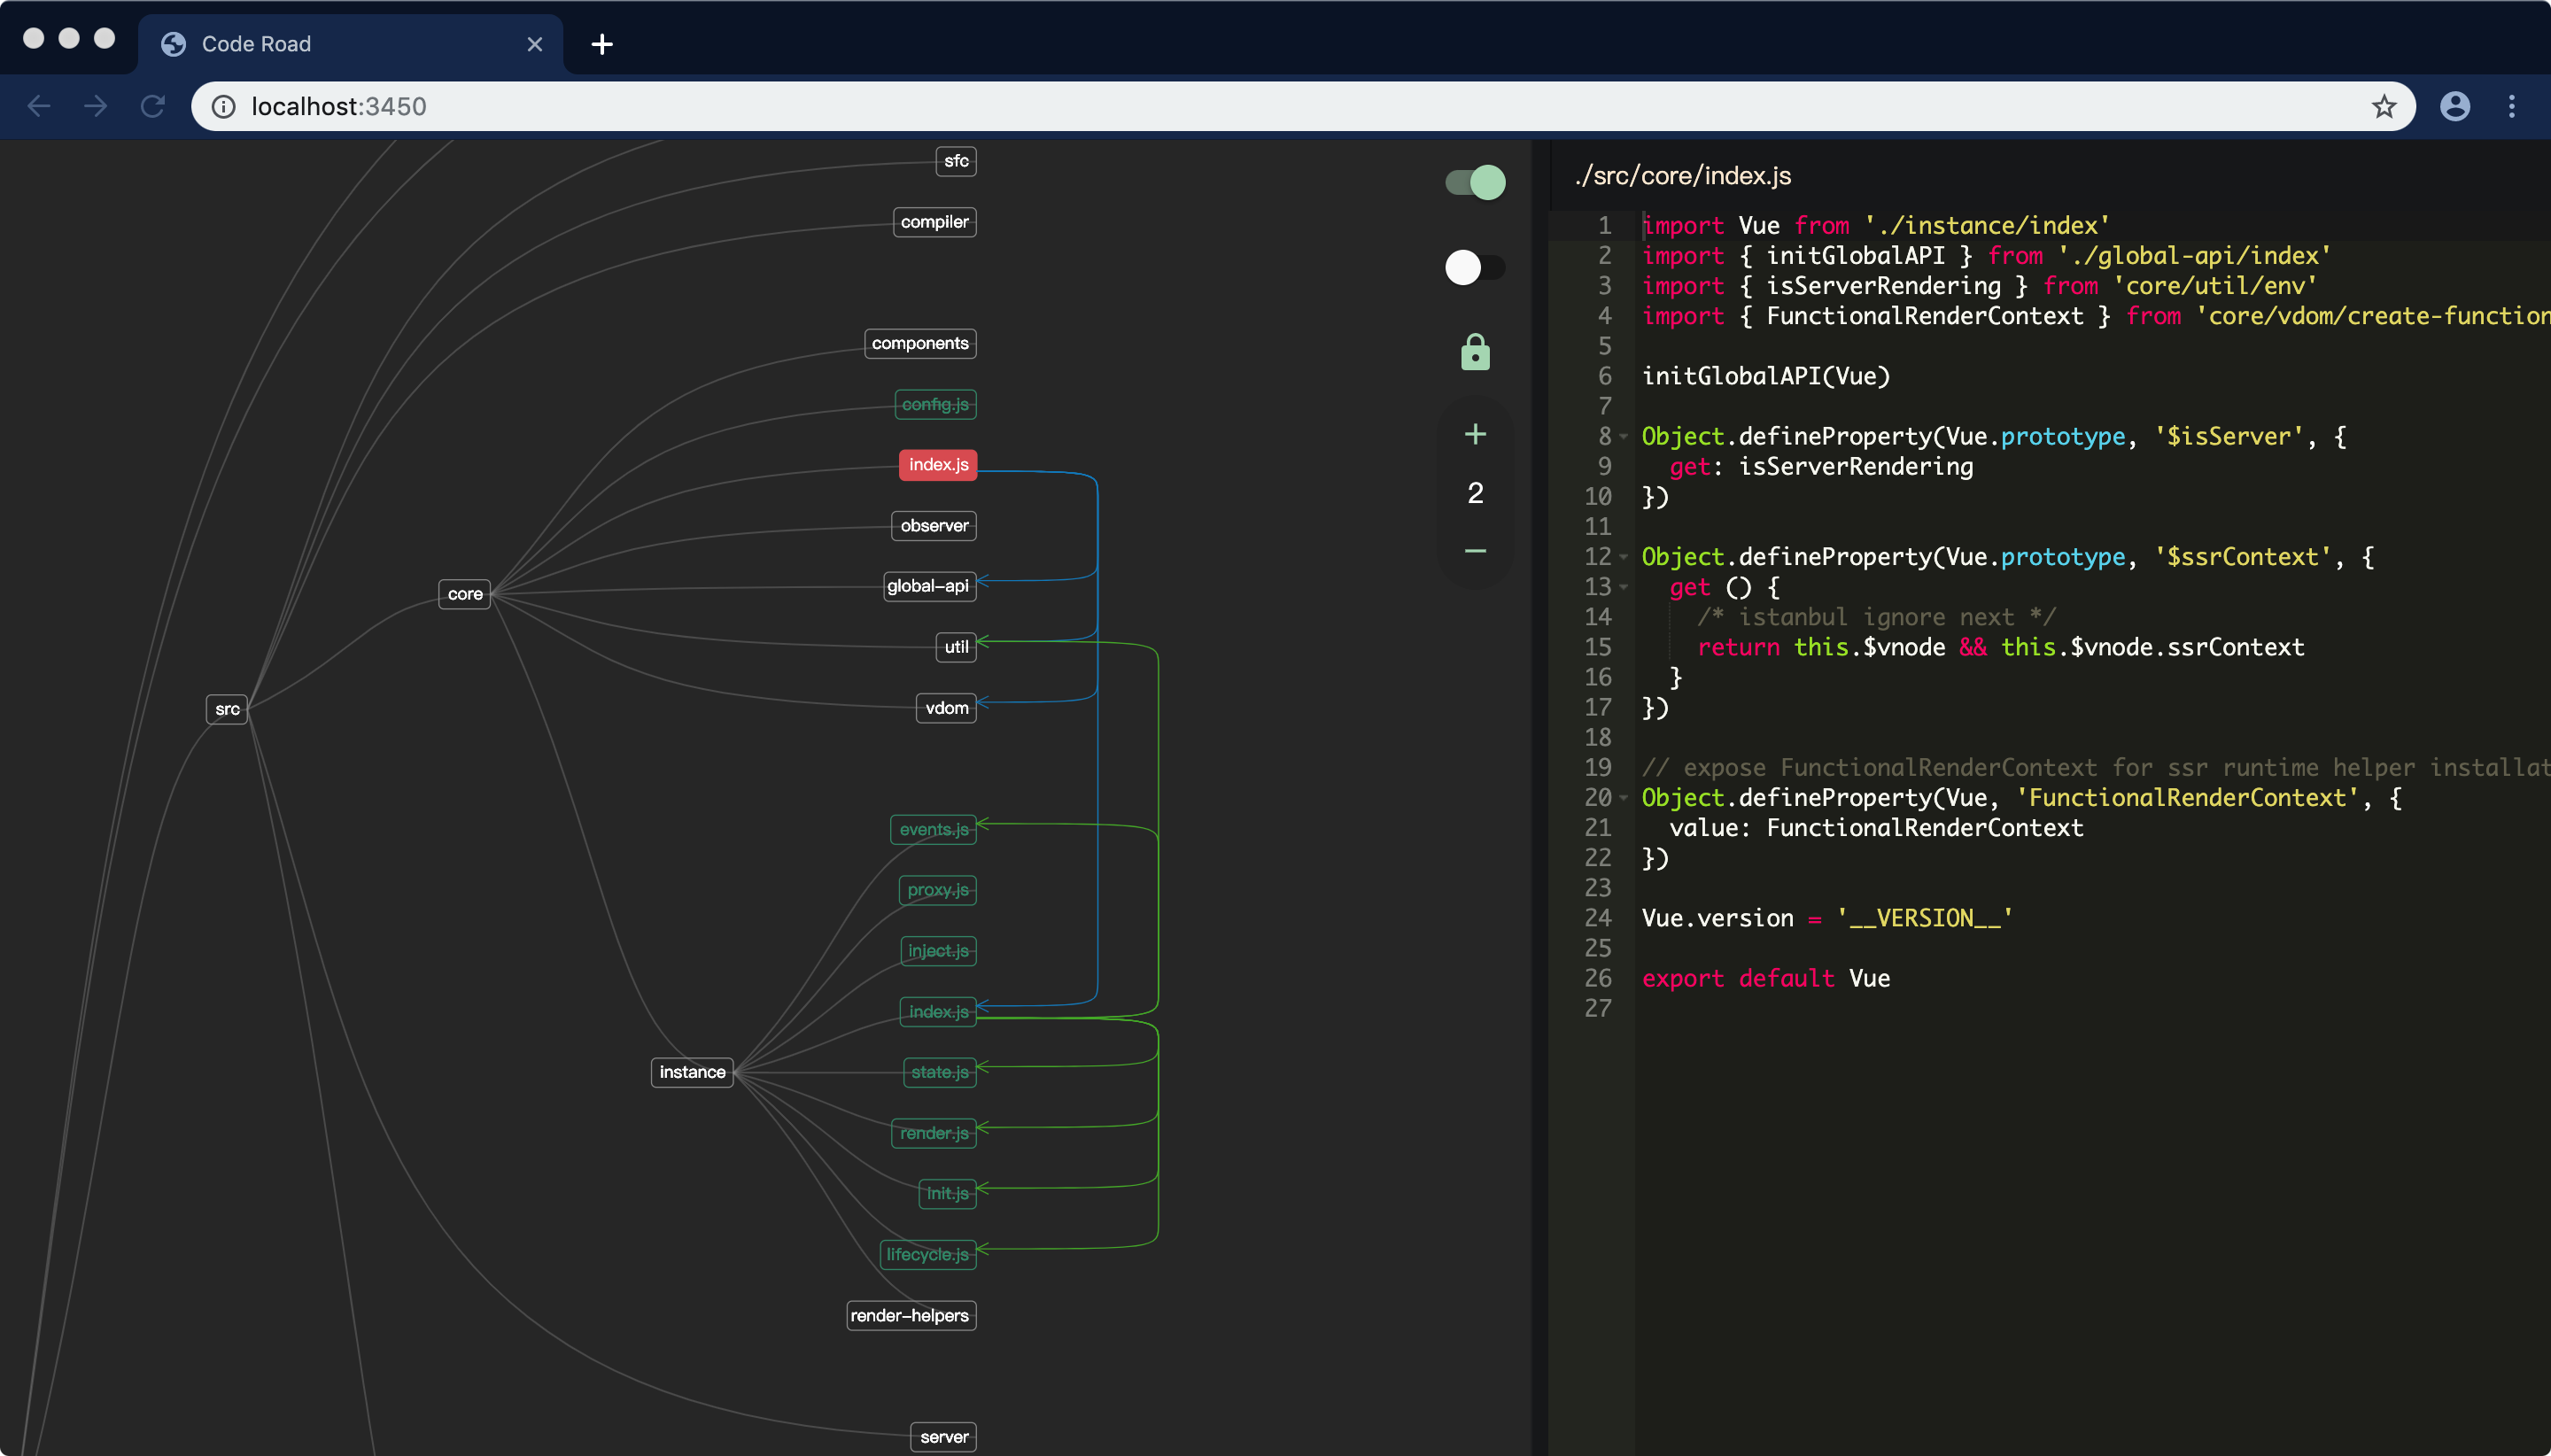 Code Road
localhost:3450
sfc
compiler
components
config.js
index.js
observer
global-api
core
util
src
vdom
events.js
proxy.js
inject.js
index.js
instance
state.js
render.js
init.js
lifecycle.js
render-helpers
server
2
./src/core/index.js
1 import Vue from './instance/index'
2 import { initGlobalAPI } from './global-api/index'
3 import { isServerRendering } from 'core/util/env'
4 import { FunctionalRenderContext } from 'core/vdom/create-function
5
6 initGlobalAPI(Vue)
7
8 Object.defineProperty(Vue.prototype, '$isServer', {
9 get: isServerRendering
10 })
11
12 Object.defineProperty(Vue.prototype, '$ssrContext', {
13 get () {
14 /* istanbul ignore next */
15 return this.$vnode && this.$vnode.ssrContext
16 }
17 })
18
19 // expose FunctionalRenderContext for ssr runtime helper installat
20 Object.defineProperty(Vue, 'FunctionalRenderContext', {
21 value: FunctionalRenderContext
22 })
23
24 Vue.version = '__VERSION__'
25
26 export default Vue
27